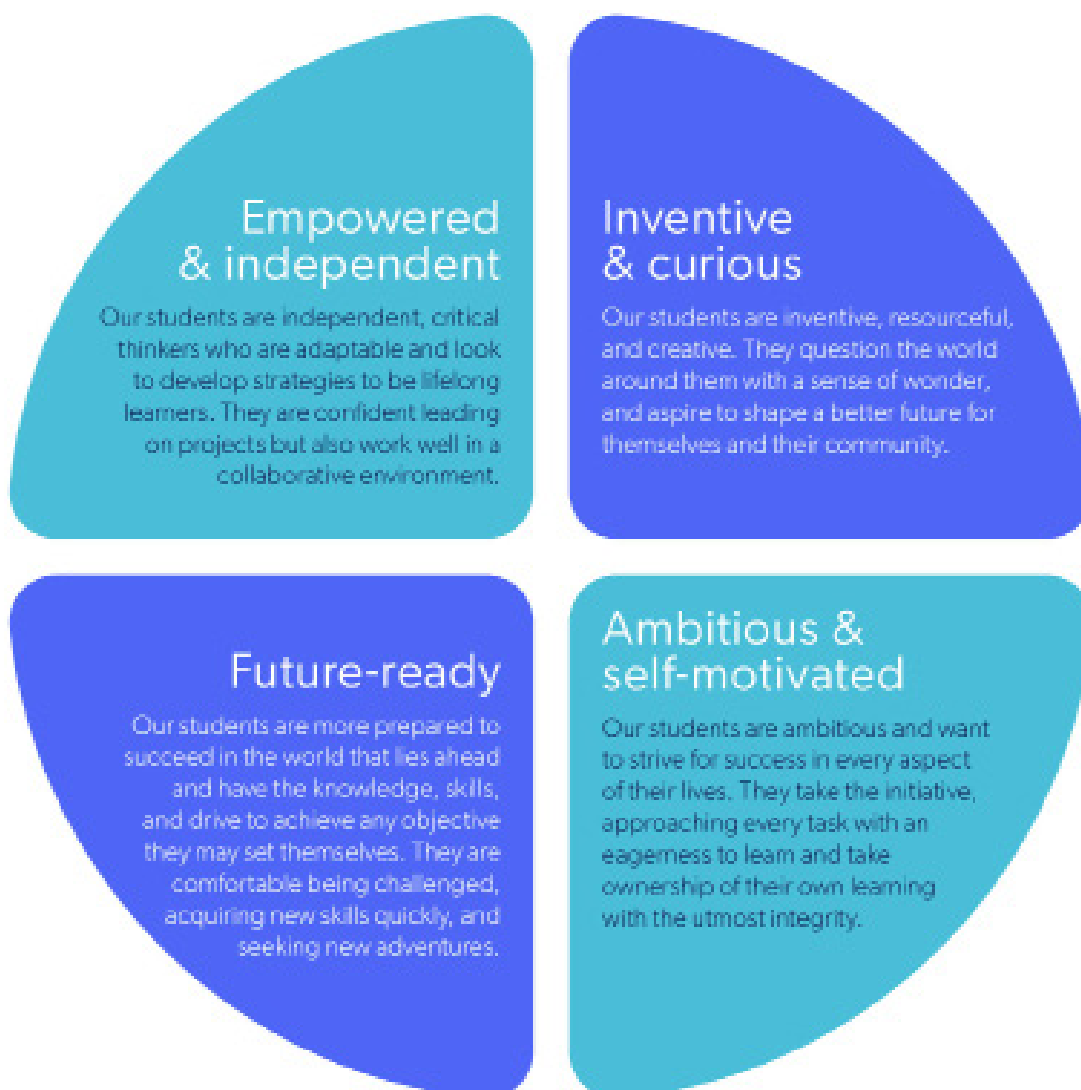 Empowered
& independent
Our students are independent, critical
thinkers who are adaptable and look
to develop strategies to be lifelong
learners. They are confident leading
on projects but also work well in a
collaborative environment.
Inventive
& curious
Our students are inventive, resourceful,
and creative. They question the world
around them with a sense of wonder,
and aspire to shape a better future for
themselves and their community.
Future-ready
Our students are more prepared to
succeed in the world that lies ahead
and have the knowledge, skills,
and drive to achieve any objective
they may set themselves. They are
comfortable being challenged,
acquiring new skills quickly, and
seeking new adventures.
Ambitious &
self-motivated
Our students are ambitious and want
to strive for success in every aspect
of their lives. They take the initiative,
approaching every task with an
eagerness to learn and take
ownership of their own learning
with the utmost integrity.